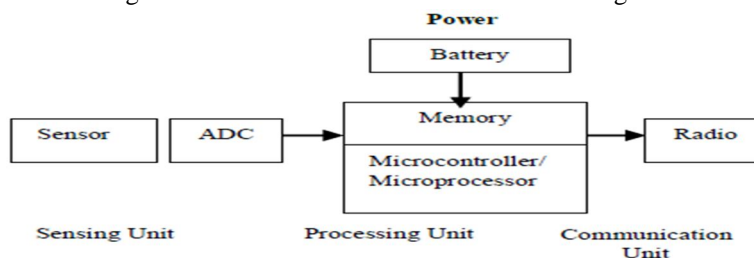 Power
Battery
Sensor
ADC
Memory
Radio
Microcontroller/
Microprocessor
Sensing Unit
Processing Unit
Communication
Unit